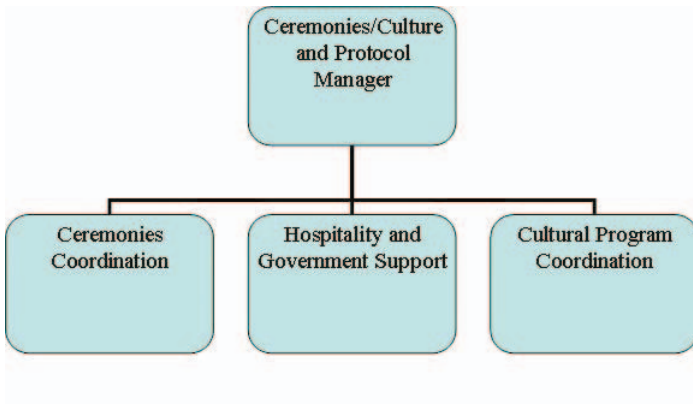 Ceremonies/Culture
and Protocol
Manager
Ceremonies
Coordination
Hospitality and
Government Support
Cultural Program
Coordination